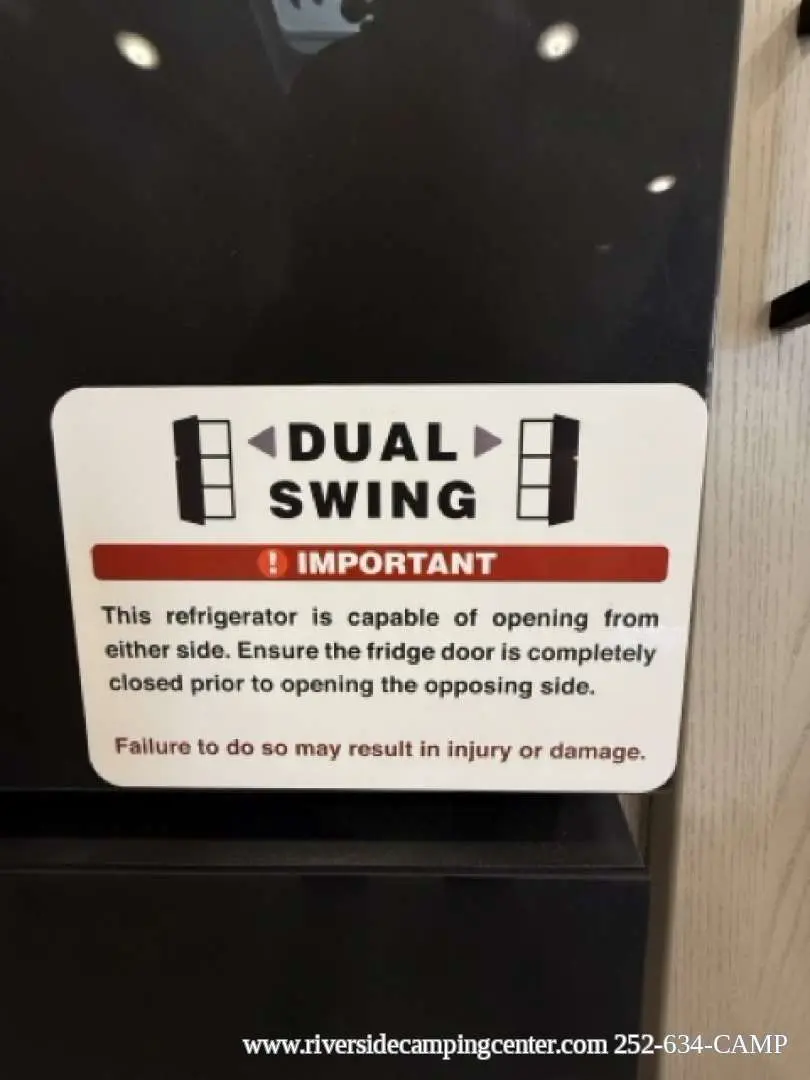 DUAL
SWING
! IMPORTANT
This refrigerator is capable of opening from
either side. Ensure the fridge door is completely
closed prior to opening the opposing side.
Failure to do so may result in injury or damage.
www.riversidecampingcenter.com 252-634-CAMP